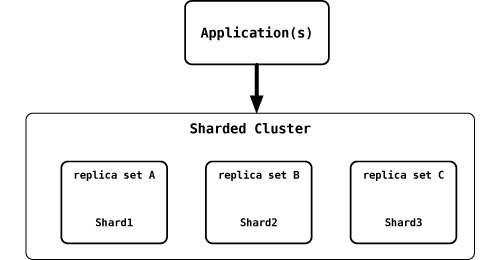 Application(s)
Sharded Cluster
replica set A
Shard1
replica set B
Shard2
replica set C
Shard3